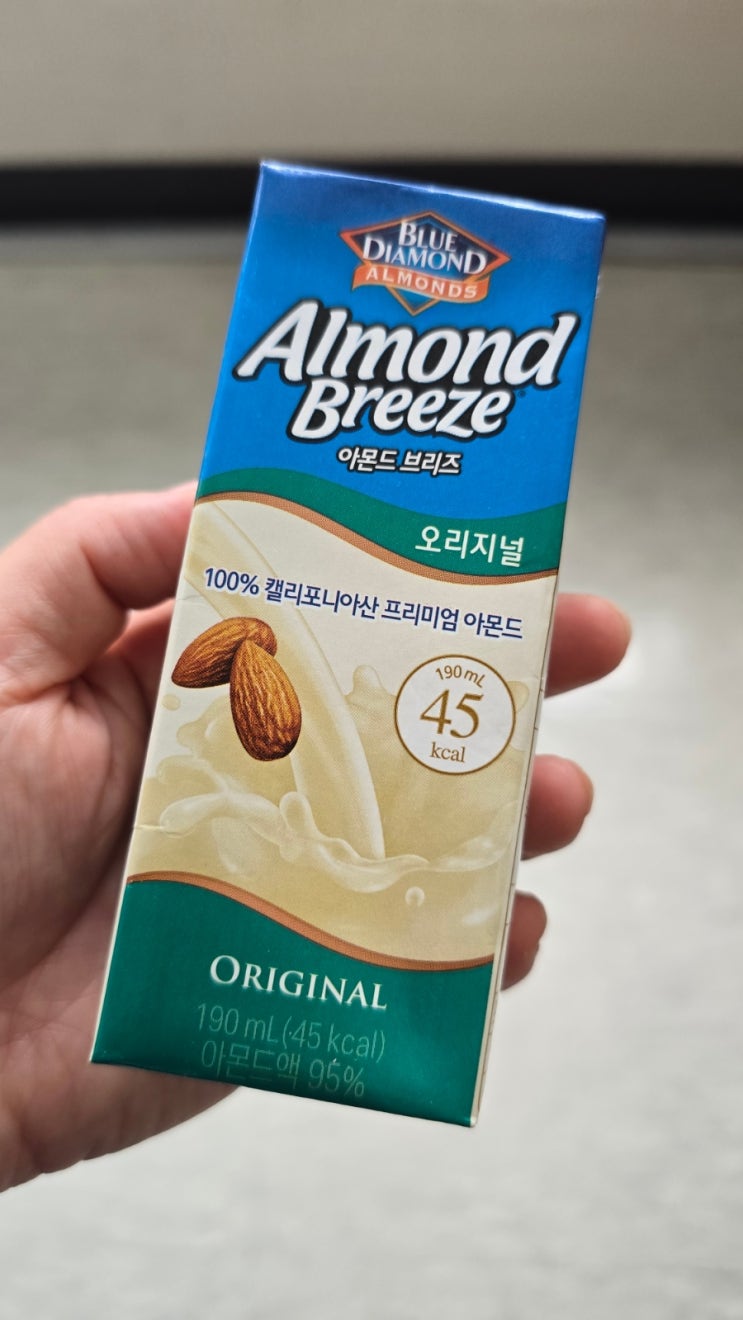 BLUE
DIAMOND
ALMONDS
Almond
Breeze
아몬드 브리즈
오리지널
100% 캘리포니아산 프리미엄 아몬드
190 mL
45
kcal
ORIGINAL
190 mL(45 kcal)
아몬드액 95%